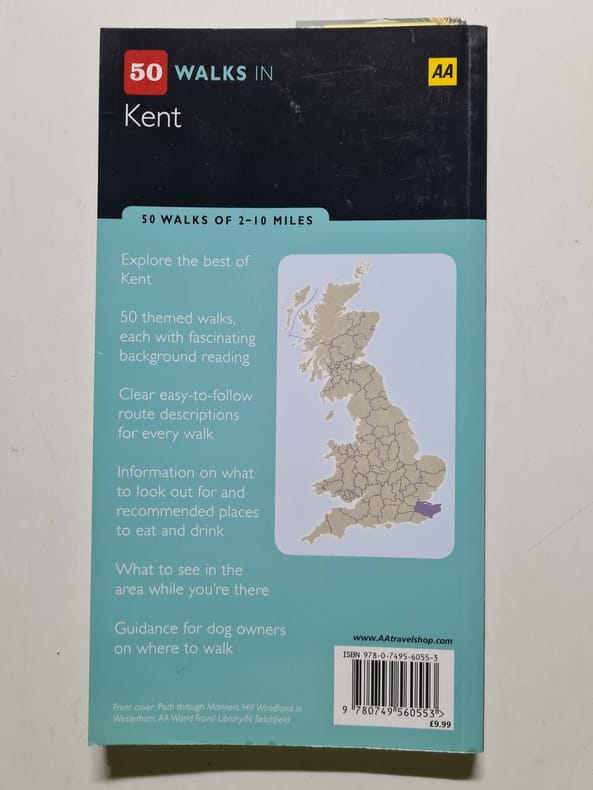 50 WALKS IN
Kent
AA
50 WALKS OF 2–10 MILES
Explore the best of
Kent
50 themed walks,
each with fascinating
background reading
Clear easy-to-follow
route descriptions
for every walk
Information on what
to look out for and
recommended places
to eat and drink
What to see in the
area while you're there
Guidance for dog owners
on where to walk
Front cover: Path through Mariners Hill Woodland in
Westerham. AA World Travel Library/N Setchfield
www.AAtravelshop.com
ISBN 978-0-7495-6055-3
9 780749 560553 >
£9.99